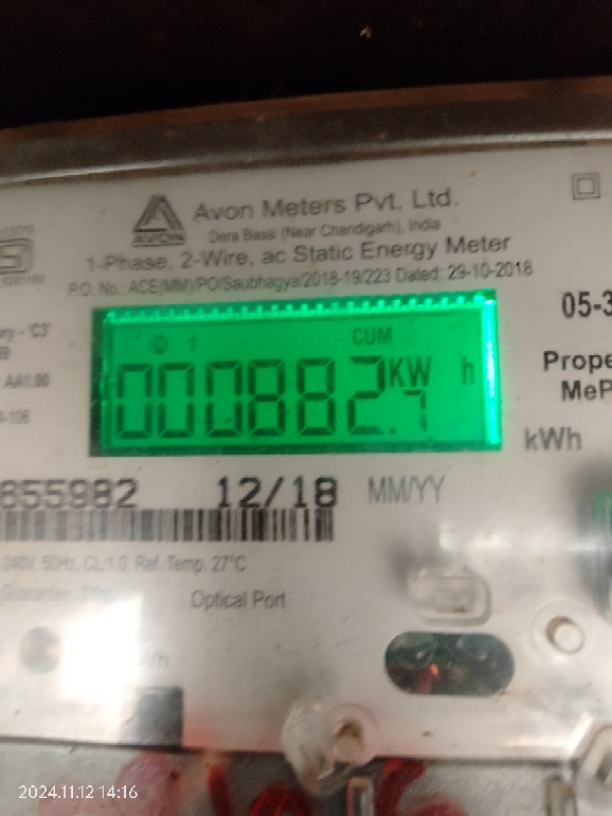 Avon Meters Pvt. Ltd.
AVON
Dera Bassi (Near Chandigarh), India
1-Phase, 2-Wire, ac Static Energy Meter
P.O. No.: ACE(MM)/PO/Saubhagya/2018-19/223 Dated: 29-10-2018
05-3
CUM
000882.7 KW h
Prope
MeP
kWh
855982 12/18 MM/YY
240V, 50Hz, CL:1.0, Ref. Temp. 27°C
Optical Port
2024.11.12 14:16